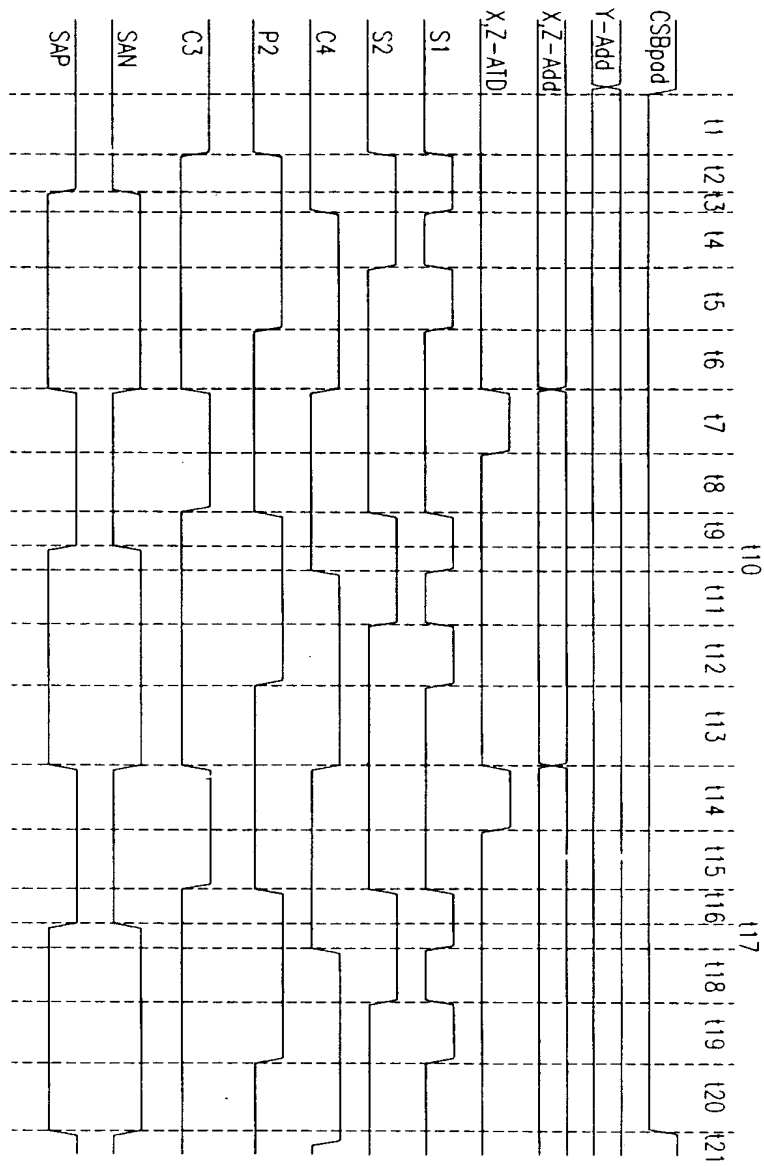 t1 t2 t3 t4 t5 t6 t7 t8 t9 t10 t11 t12 t13 t14 t15 t16 t17 t18 t19 t20 t21
CSBpad
Y-Add
X,Z-Add
X,Z-ATD
S1
S2
C4
P2
C3
SAN
SAP